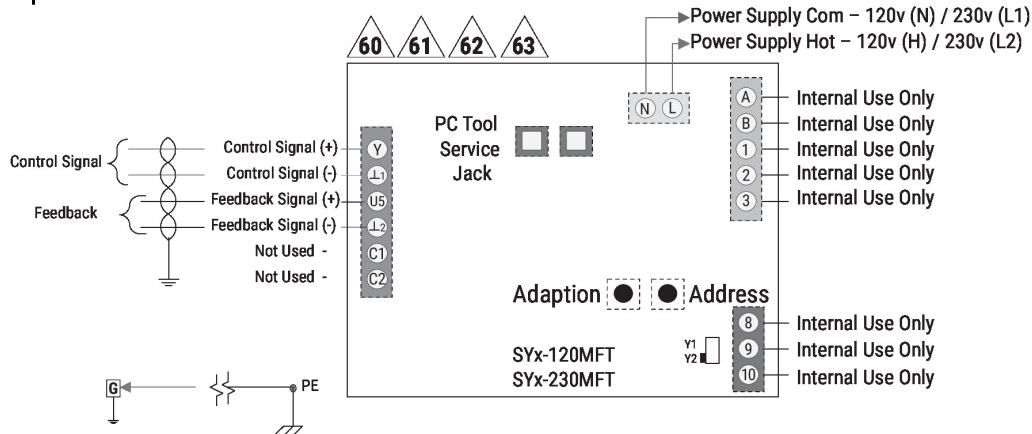 Power Supply Com – 120v (N) / 230v (L1)
Power Supply Hot – 120v (H) / 230v (L2)
60 61 62 63
N L
PC Tool
Service
Jack
A Internal Use Only
B Internal Use Only
1 Internal Use Only
2 Internal Use Only
3 Internal Use Only
Control Signal
Feedback
Control Signal (+) Y
Control Signal (-) ⊥1
Feedback Signal (+) U5
Feedback Signal (-) ⊥2
Not Used - C1
Not Used - C2
Adaption Address
SYx-120MFT
SYx-230MFT
Y1
Y2
8 Internal Use Only
9 Internal Use Only
10 Internal Use Only
G PE